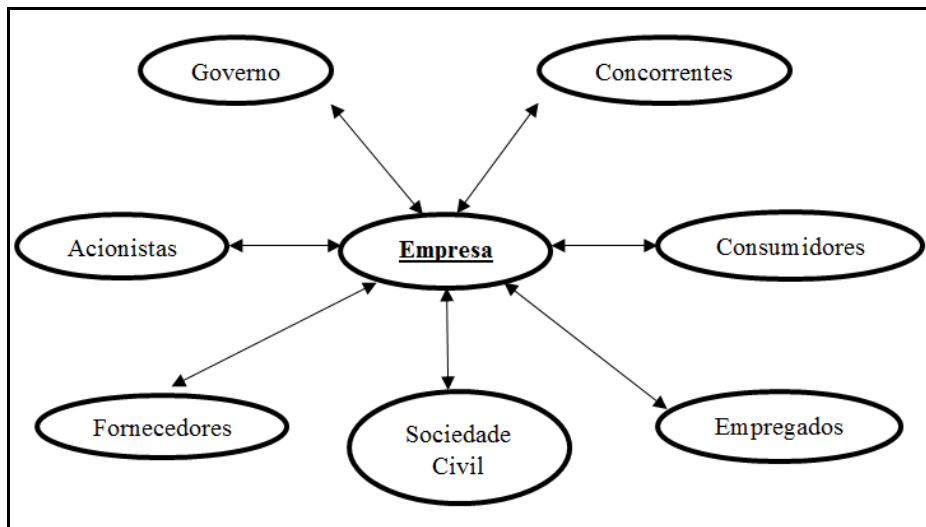 Governo
Concorrentes
Acionistas
Empresa
Consumidores
Fornecedores
Sociedade
Civil
Empregados